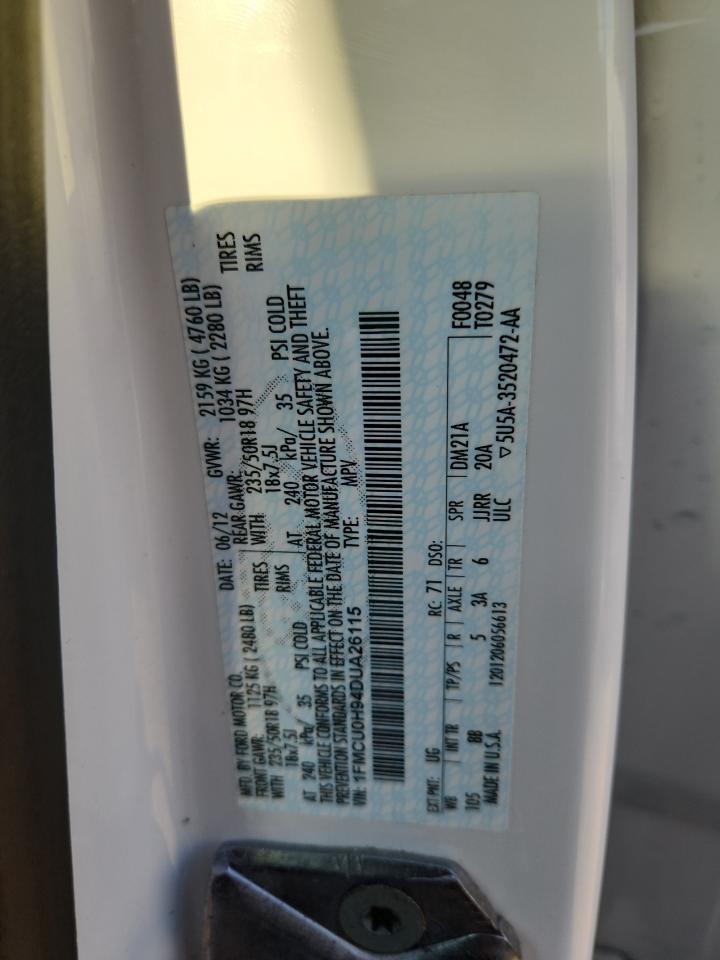 MFD. BY FORD MOTOR CO.
DATE: 06/12 GVWR: 2159 KG ( 4760 LB)
FRONT GAWR: 1125 KG ( 2480 LB) REAR GAWR: 1034 KG ( 2280 LB)
WITH 235/50R18 97H TIRES WITH 235/50R18 97H TIRES
18x7.5J RIMS 18x7.5J RIMS
AT 240 kPa/ 35 PSI COLD AT 240 kPa/ 35 PSI COLD
THIS VEHICLE CONFORMS TO ALL APPLICABLE FEDERAL MOTOR VEHICLE SAFETY AND THEFT
PREVENTION STANDARDS IN EFFECT ON THE DATE OF MANUFACTURE SHOWN ABOVE.
VIN: 1FMCU0H94DUA26115 TYPE: MPV
F0048
T0279
EXT PNT: UG RC: 71 DSO:
WB INT TR TP/PS R AXLE TR SPR DM21A
105 BB 5 3A 6 JJRR 20A
MADE IN U.S.A. 1201206056613 ULC ▽5U5A-3520472-AA